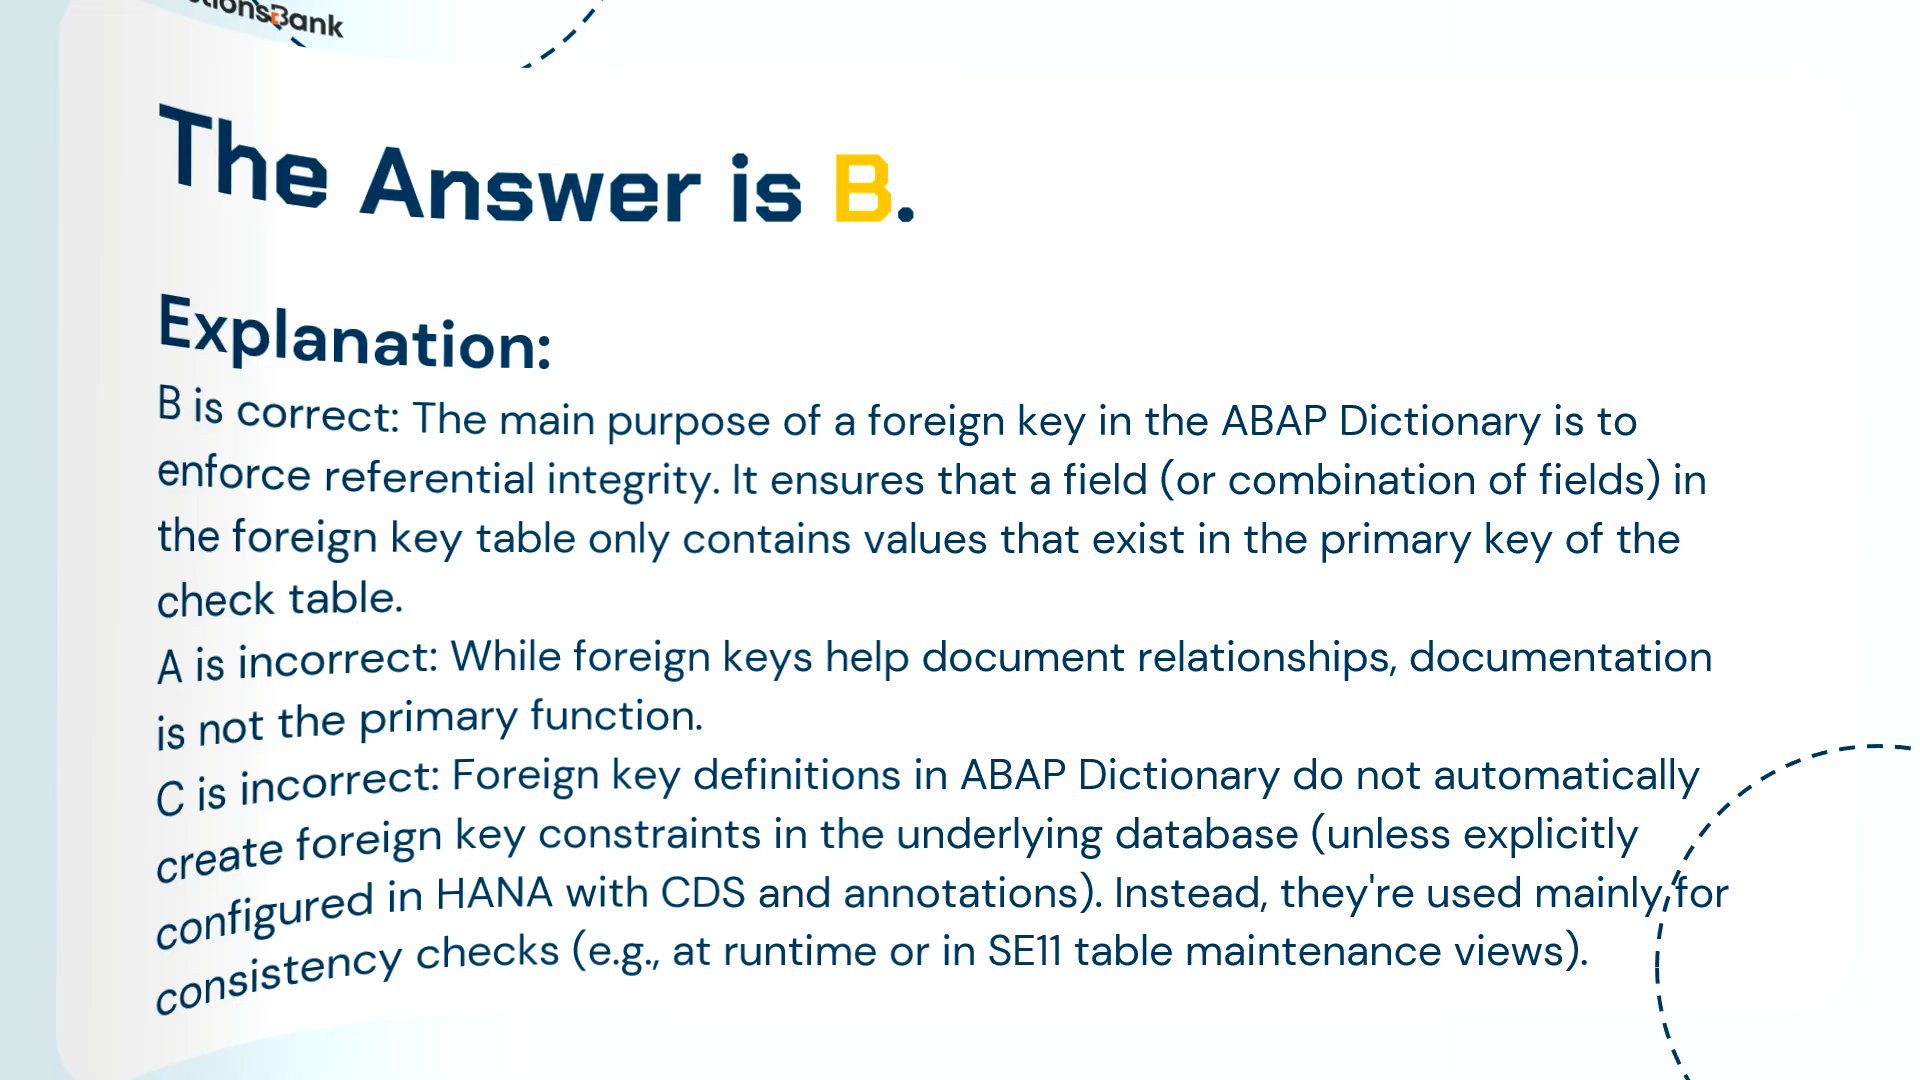 The Answer is B.
Explanation:
B is correct: The main purpose of a foreign key in the ABAP Dictionary is to
enforce referential integrity. It ensures that a field (or combination of fields) in
the foreign key table only contains values that exist in the primary key of the
check table.
A is incorrect: While foreign keys help document relationships, documentation
is not the primary function.
C is incorrect: Foreign key definitions in ABAP Dictionary do not automatically
create foreign key constraints in the underlying database (unless explicitly
configured in HANA with CDS and annotations). Instead, they're used mainly for
consistency checks (e.g., at runtime or in SE11 table maintenance views).